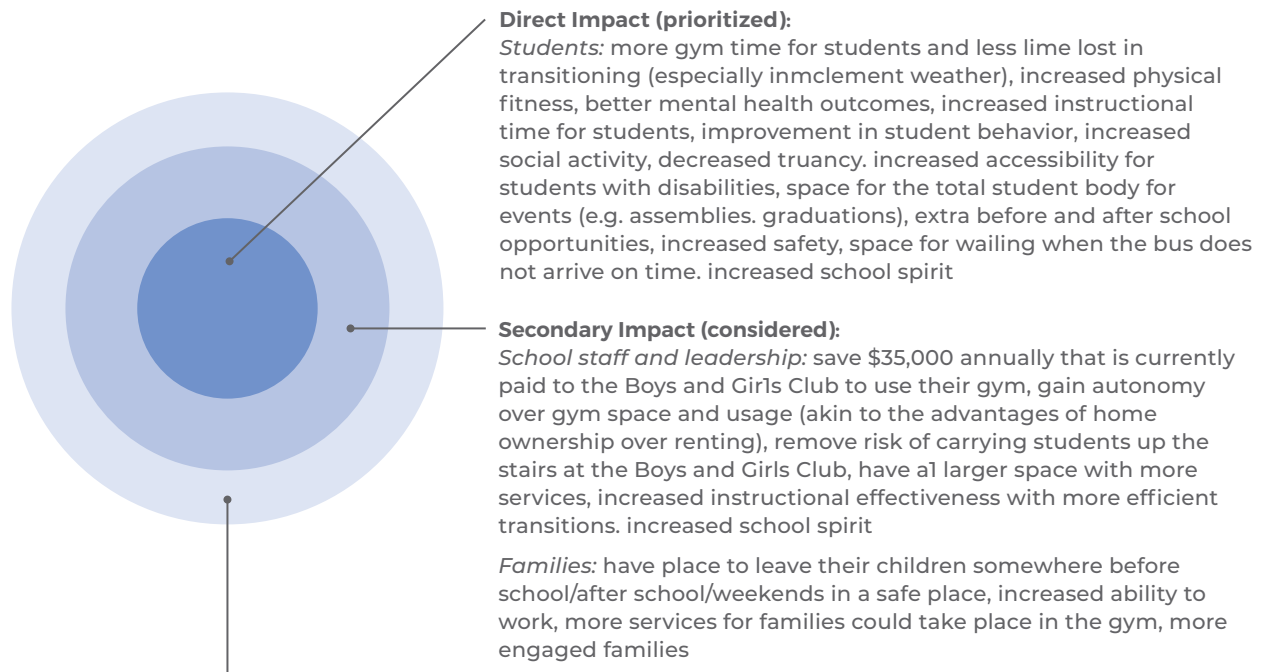 Direct Impact (prioritized):
Students: more gym time for students and less lime lost in
transitioning (especially inmclement weather), increased physical
fitness, better mental health outcomes, increased instructional
time for students, improvement in student behavior, increased
social activity, decreased truancy. increased accessibility for
students with disabilities, space for the total student body for
events (e.g. assemblies. graduations), extra before and after school
opportunities, increased safety, space for wailing when the bus does
not arrive on time. increased school spirit
Secondary Impact (considered):
School staff and leadership: save $35,000 annually that is currently
paid to the Boys and Gir1s Club to use their gym, gain autonomy
over gym space and usage (akin to the advantages of home
ownership over renting), remove risk of carrying students up the
stairs at the Boys and Girls Club, have a1 larger space with more
services, increased instructional effectiveness with more efficient
transitions. increased school spirit
Families: have place to leave their children somewhere before
school/after school/weekends in a safe place, increased ability to
work, more services for families could take place in the gym, more
engaged families